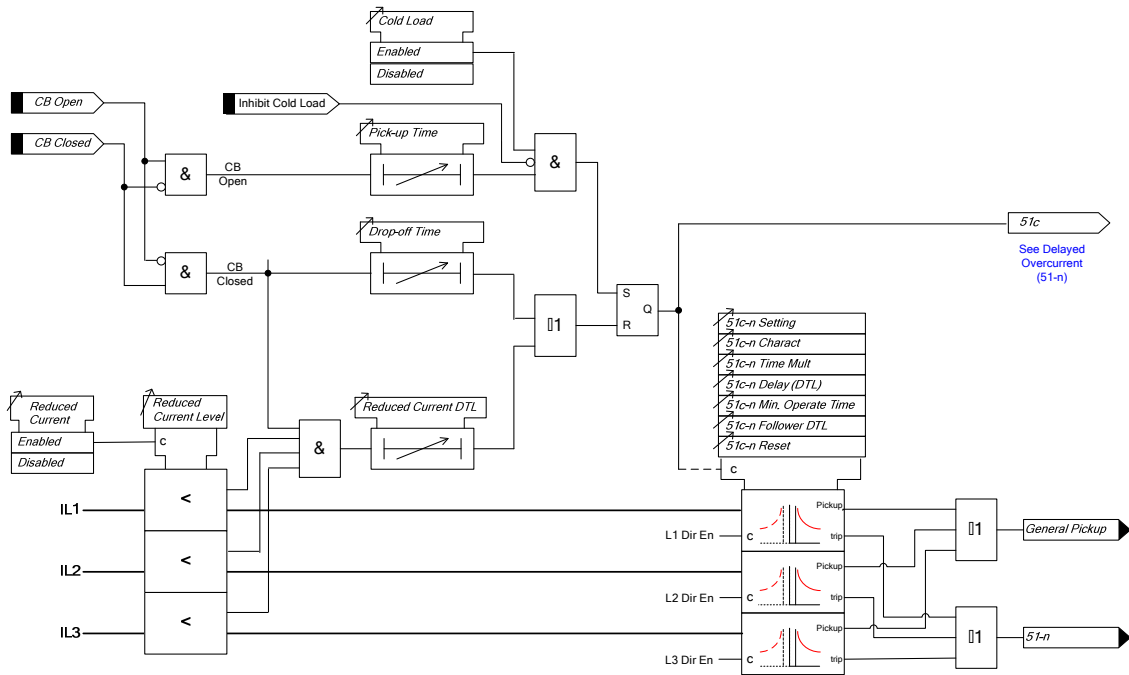 Cold Load
Enabled
Disabled
CB Open
Inhibit Cold Load
CB Closed
Pick-up Time
&
CB
Open
&
Drop-off Time
51c
See Delayed
Overcurrent
(51-n)
&
CB
Closed
S
Q
R
▯1
51c-n Setting
51c-n Charact
51c-n Time Mult
51c-n Delay (DTL)
51c-n Min. Operate Time
51c-n Follower DTL
51c-n Reset
c
Reduced
Current
Enabled
Disabled
Reduced
Current Level
c
Reduced Current DTL
&
<
IL1
<
IL2
<
IL3
Pickup
L1 Dir En
C
trip
Pickup
L2 Dir En
C
trip
Pickup
L3 Dir En
C
trip
▯1
General Pickup
▯1
51-n